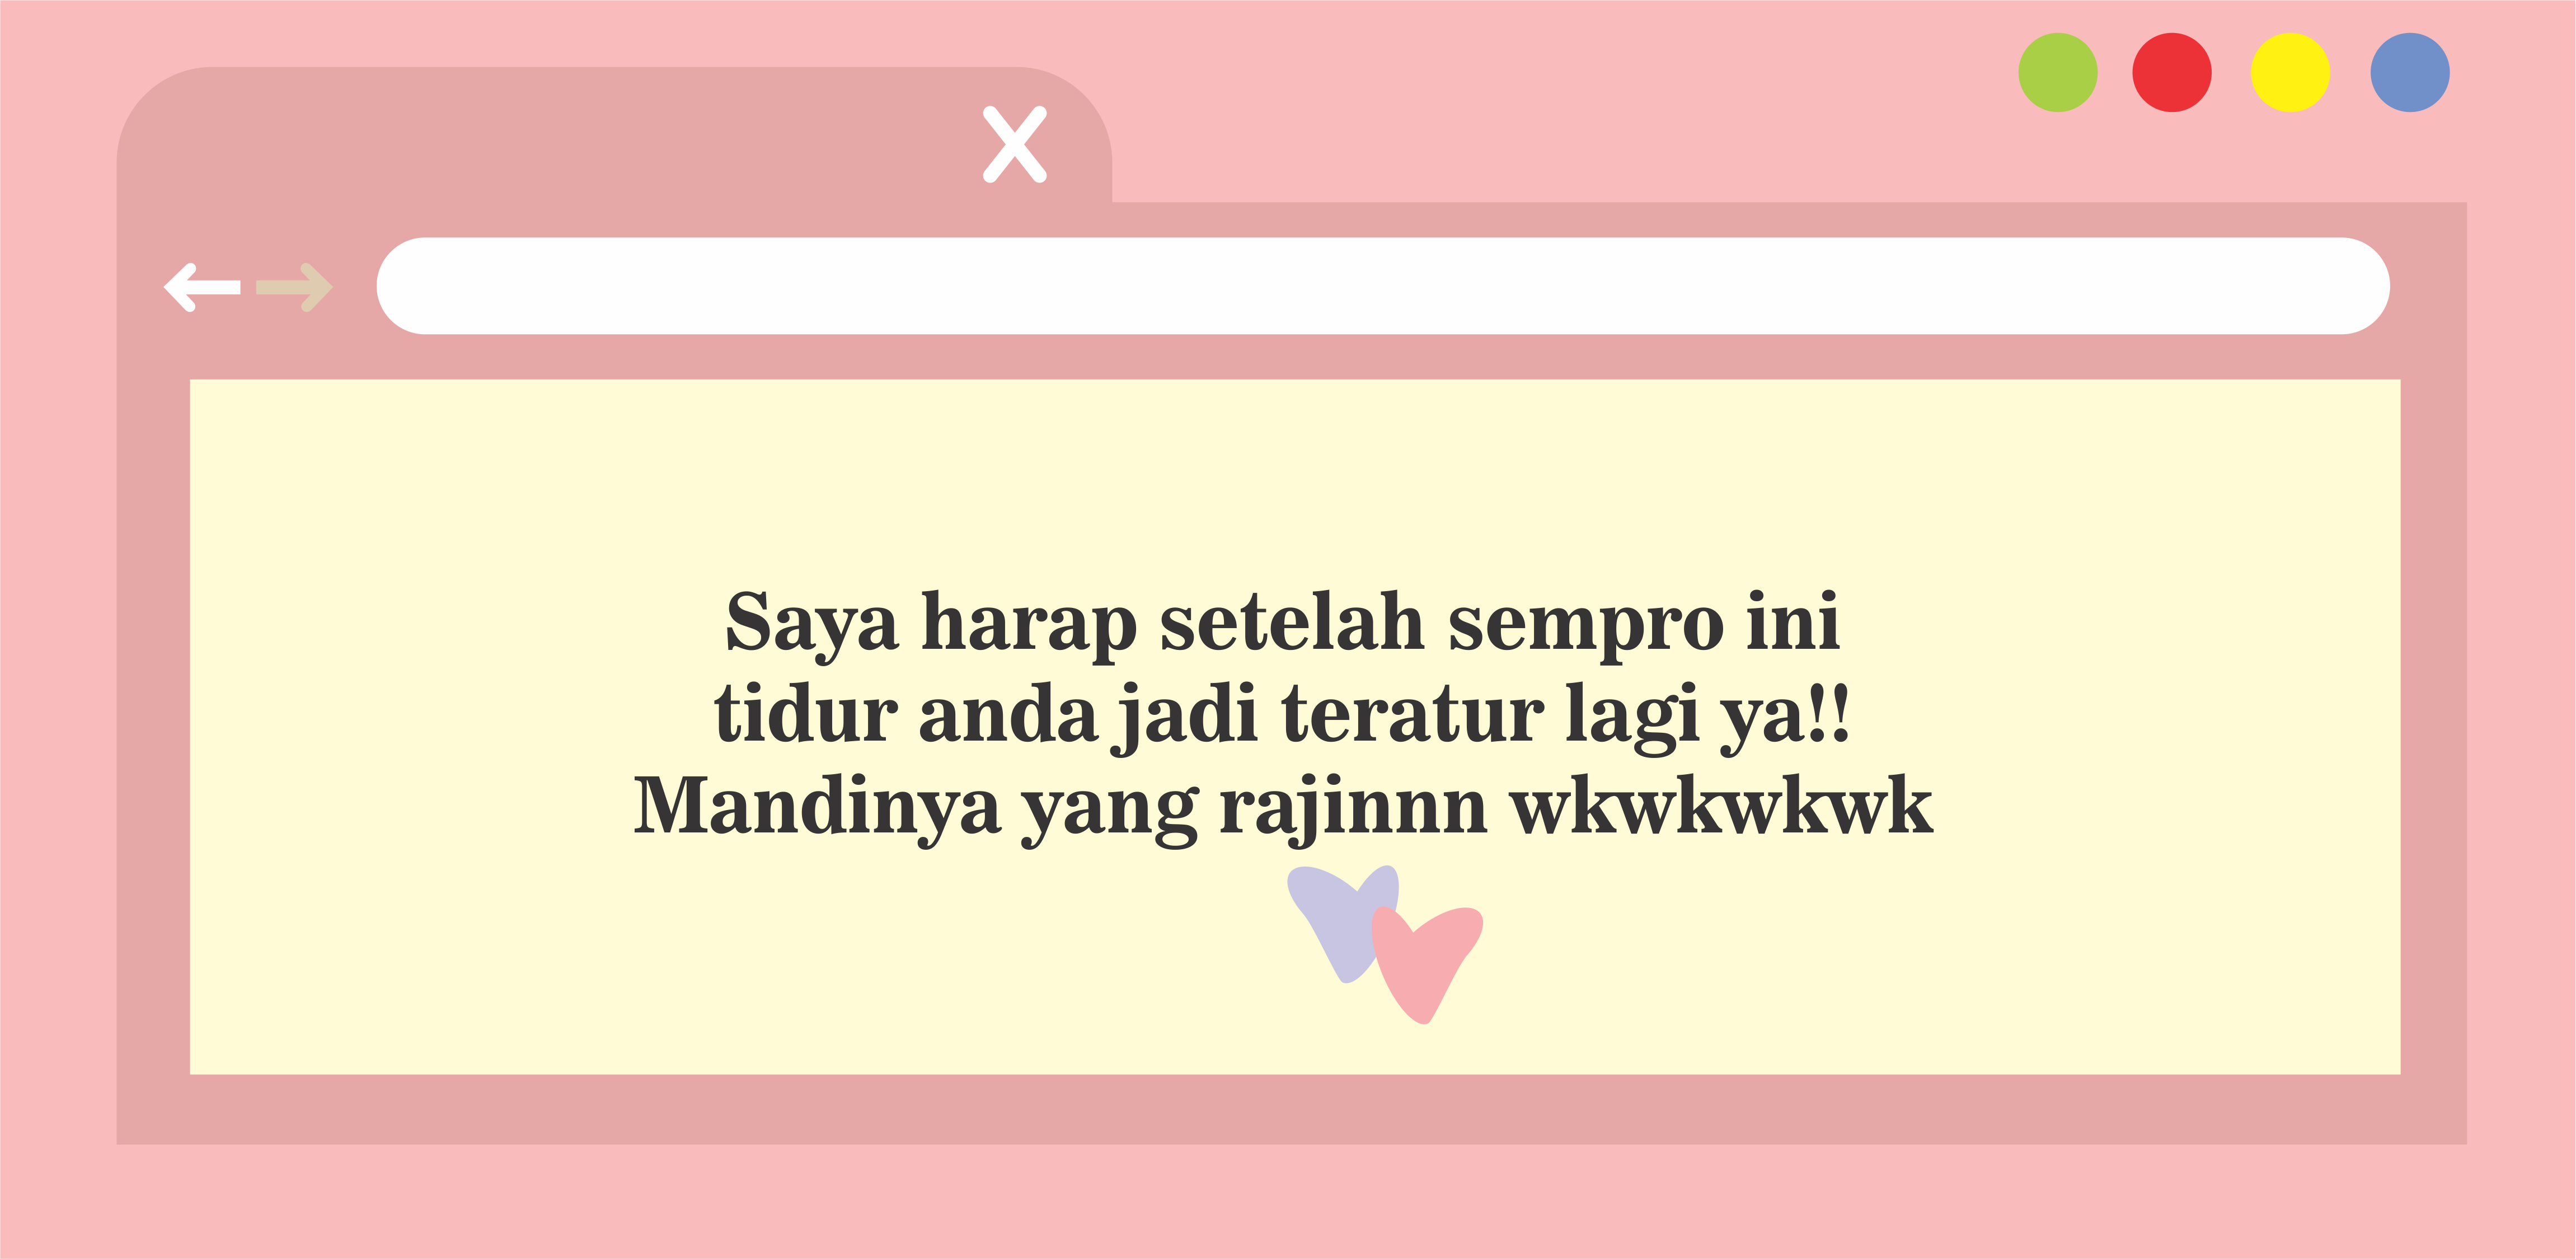 X
Saya harap setelah sempro ini
tidur anda jadi teratur lagi ya!!
Mandinya yang rajinnn wkwkwkwk